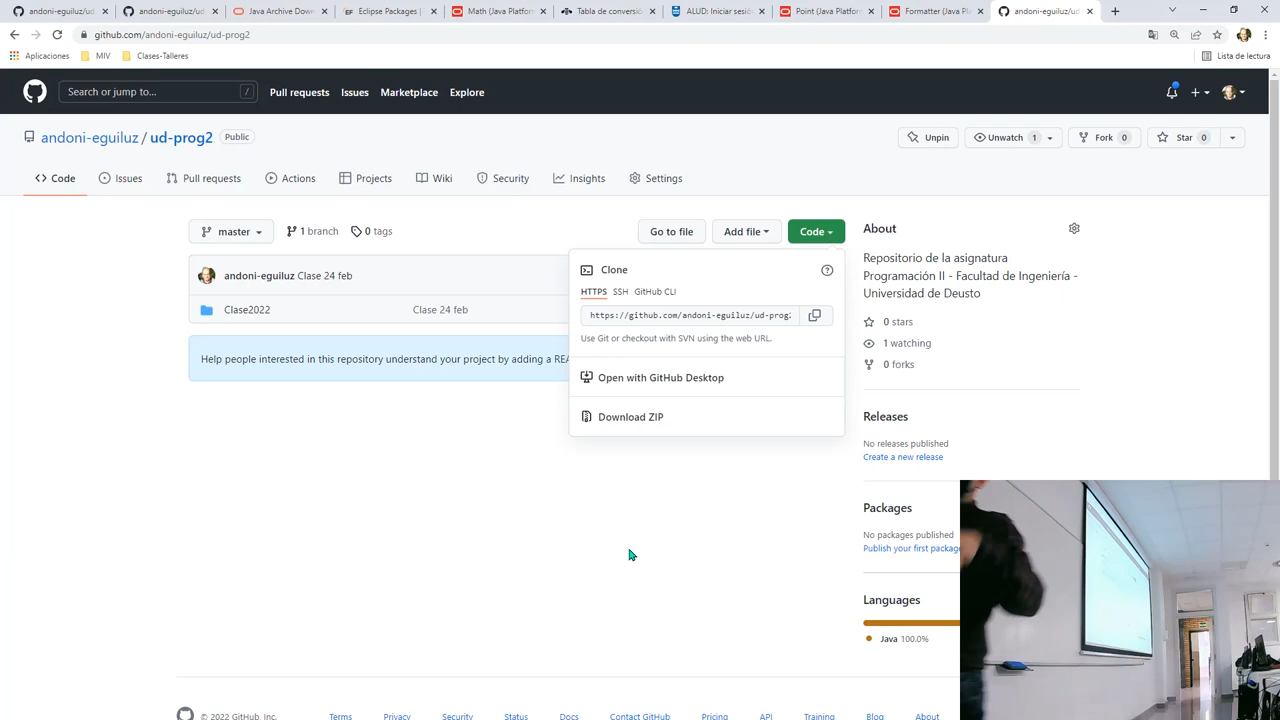 andoni-eguiluz/ud-
andoni-eguiluz/ud-
Java Archive Down
Eclipse Packages |
Math (Java Platform
Tabla de conversió
ALUD: Iniciar sesió
Point (Java Platform
Formatter (Java Pla
andoni-eguiluz/ud-
github.com/andoni-eguiluz/ud-prog2
Aplicaciones
MIV
Clases-Talleres
Lista de lectura
Search or jump to...
/
Pull requests
Issues
Marketplace
Explore
andoni-eguiluz / ud-prog2
Public
Unpin
Unwatch 1
Fork 0
Star 0
Code
Issues
Pull requests
Actions
Projects
Wiki
Security
Insights
Settings
master
1 branch
0 tags
Go to file
Add file
Code
About
andoni-eguiluz Clase 24 feb
Clase2022
Clase 24 feb
Help people interested in this repository understand your project by adding a REA
Clone
HTTPS
SSH
GitHub CLI
https://github.com/andoni-eguiluz/ud-prog2
Use Git or checkout with SVN using the web URL.
Open with GitHub Desktop
Download ZIP
Repositorio de la asignatura
Programación II - Facultad de Ingeniería -
Universidad de Deusto
0 stars
1 watching
0 forks
Releases
No releases published
Create a new release
Packages
No packages published
Publish your first package
Languages
Java 100.0%
© 2022 GitHub, Inc.
Terms
Privacy
Security
Status
Docs
Contact GitHub
Pricing
API
Training
Blog
About